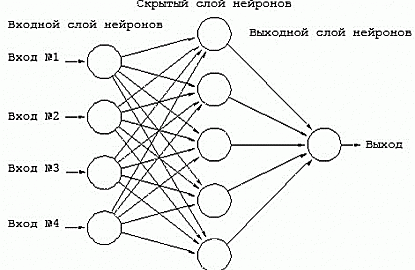 Скрытый слой нейронов
Входной слой нейронов
Выходной слой нейронов
Вход №1
Вход №2
Вход №3
Вход №4
Выход